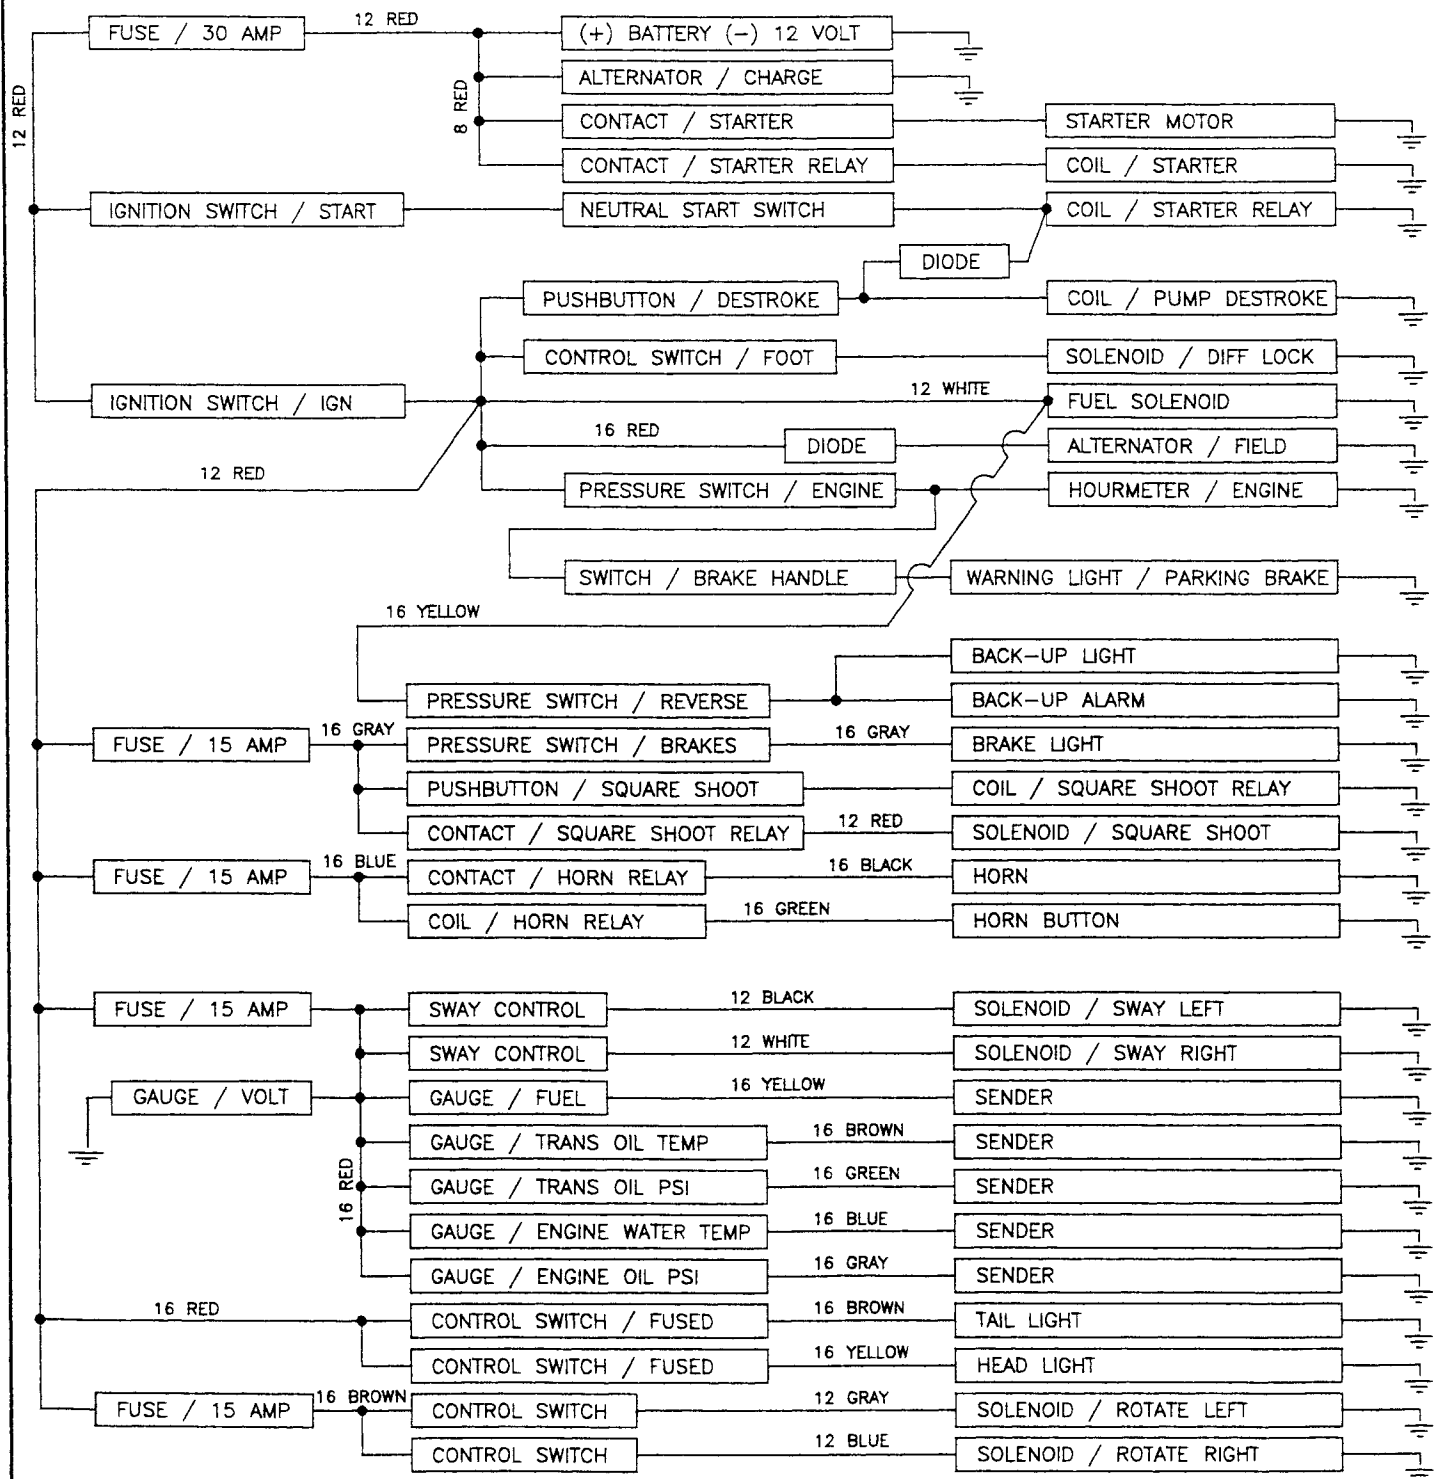 FUSE / 30 AMP
12 RED
(+) BATTERY (-) 12 VOLT
ALTERNATOR / CHARGE
12 RED
8 RED
CONTACT / STARTER
STARTER MOTOR
CONTACT / STARTER RELAY
COIL / STARTER
IGNITION SWITCH / START
NEUTRAL START SWITCH
COIL / STARTER RELAY
DIODE
PUSHBUTTON / DESTROKE
COIL / PUMP DESTROKE
CONTROL SWITCH / FOOT
SOLENOID / DIFF LOCK
IGNITION SWITCH / IGN
12 WHITE
FUEL SOLENOID
16 RED
DIODE
ALTERNATOR / FIELD
12 RED
PRESSURE SWITCH / ENGINE
HOURMETER / ENGINE
SWITCH / BRAKE HANDLE
WARNING LIGHT / PARKING BRAKE
16 YELLOW
BACK-UP LIGHT
PRESSURE SWITCH / REVERSE
BACK-UP ALARM
FUSE / 15 AMP
16 GRAY
PRESSURE SWITCH / BRAKES
16 GRAY
BRAKE LIGHT
PUSHBUTTON / SQUARE SHOOT
COIL / SQUARE SHOOT RELAY
CONTACT / SQUARE SHOOT RELAY
12 RED
SOLENOID / SQUARE SHOOT
FUSE / 15 AMP
16 BLUE
CONTACT / HORN RELAY
16 BLACK
HORN
COIL / HORN RELAY
16 GREEN
HORN BUTTON
FUSE / 15 AMP
SWAY CONTROL
12 BLACK
SOLENOID / SWAY LEFT
SWAY CONTROL
12 WHITE
SOLENOID / SWAY RIGHT
GAUGE / VOLT
GAUGE / FUEL
16 YELLOW
SENDER
GAUGE / TRANS OIL TEMP
16 BROWN
SENDER
16 RED
GAUGE / TRANS OIL PSI
16 GREEN
SENDER
GAUGE / ENGINE WATER TEMP
16 BLUE
SENDER
GAUGE / ENGINE OIL PSI
16 GRAY
SENDER
16 RED
CONTROL SWITCH / FUSED
16 BROWN
TAIL LIGHT
CONTROL SWITCH / FUSED
16 YELLOW
HEAD LIGHT
FUSE / 15 AMP
16 BROWN
CONTROL SWITCH
12 GRAY
SOLENOID / ROTATE LEFT
CONTROL SWITCH
12 BLUE
SOLENOID / ROTATE RIGHT